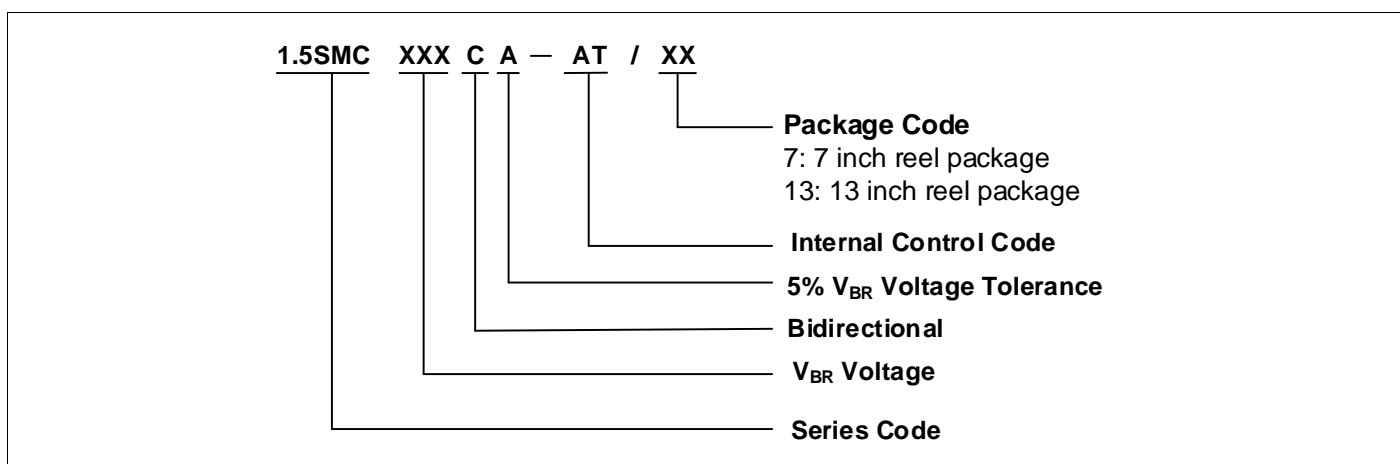 1.5SMC XXX C A — AT / XX
Package Code
7: 7 inch reel package
13: 13 inch reel package
Internal Control Code
5% VBR Voltage Tolerance
Bidirectional
VBR Voltage
Series Code